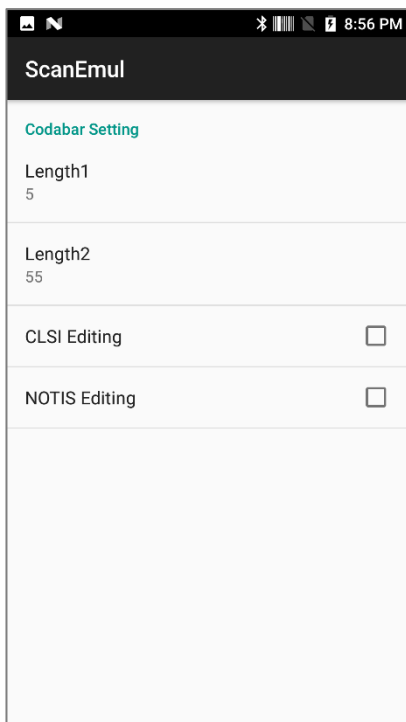 8:56 PM
ScanEmul
Codabar Setting
Length1
5
Length2
55
CLSI Editing
NOTIS Editing